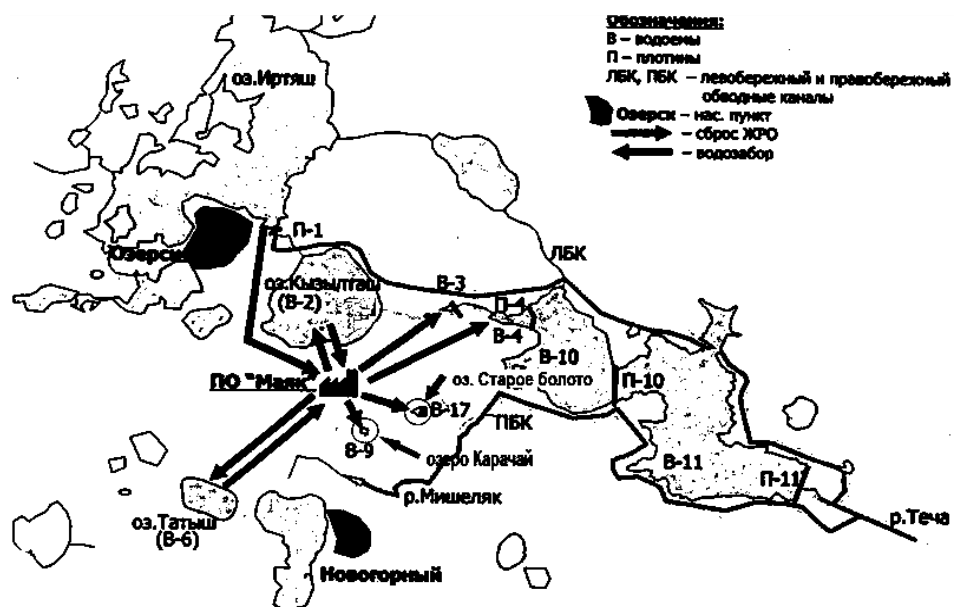 Обозначения:
В – водоемы
П – плотины
ЛБК, ПБК – левобережный и правобережный
обводные каналы
Озерск – нас. пункт
– сброс ЖРО
– водозабор
оз.Иртяш
Озерск
П-1
оз.Кызылташ
(В-2)
В-3
ЛБК
П-4
В-4
В-10
ПО "Маяк
оз. Старое болото
П-10
В-17
ПБК
В-9
озеро Карачай
В-11
П-11
р.Мишеляк
оз.Татыш
(В-6)
р.Теча
Новогорный